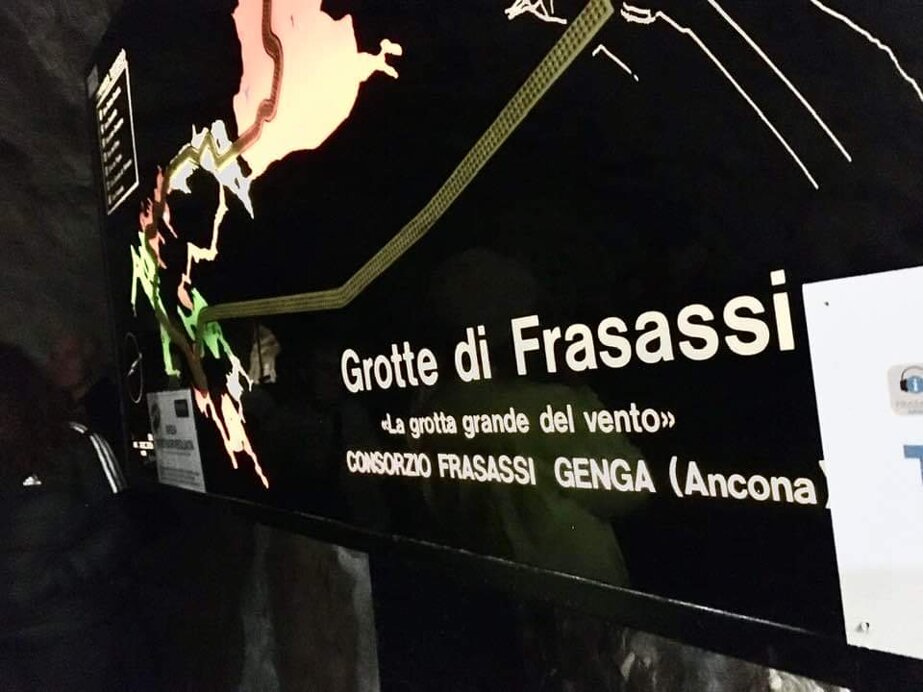 Grotte di Frasassi
«La grotta grande del vento»
CONSORZIO FRASASSI GENGA (Ancona)